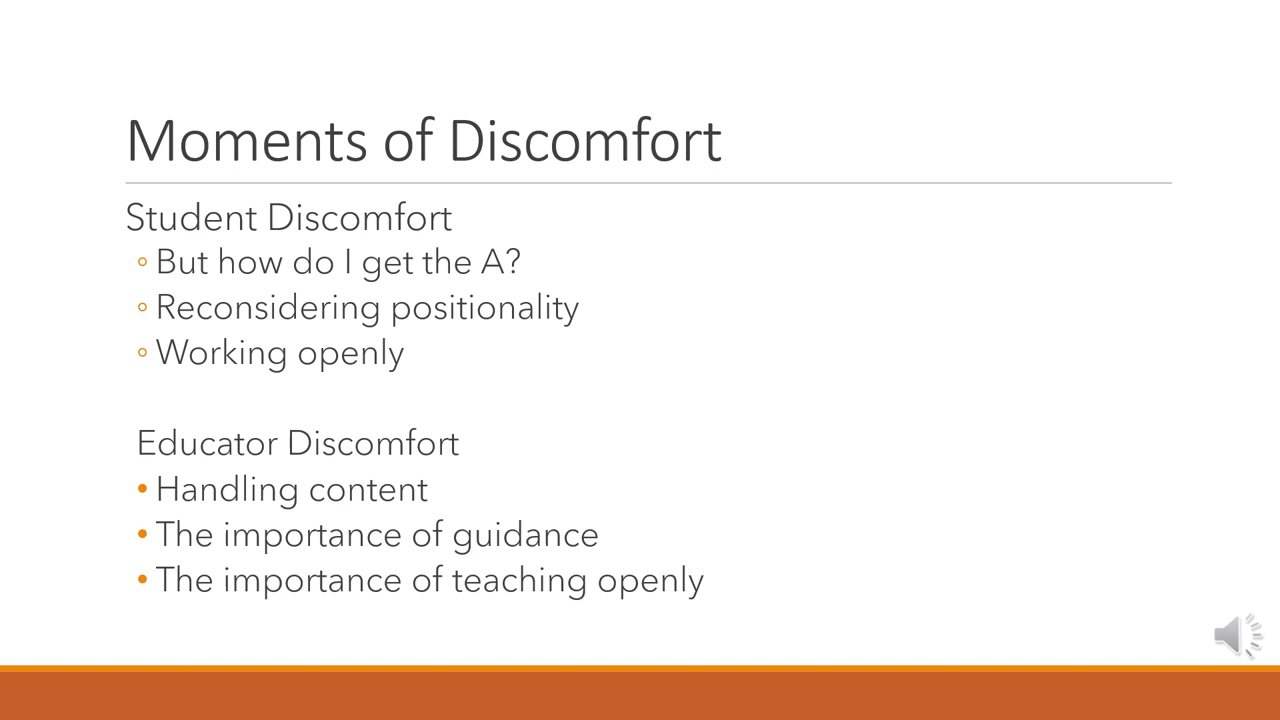 Moments of Discomfort
Student Discomfort
◦ But how do I get the A?
◦ Reconsidering positionality
◦ Working openly
Educator Discomfort
• Handling content
• The importance of guidance
• The importance of teaching openly